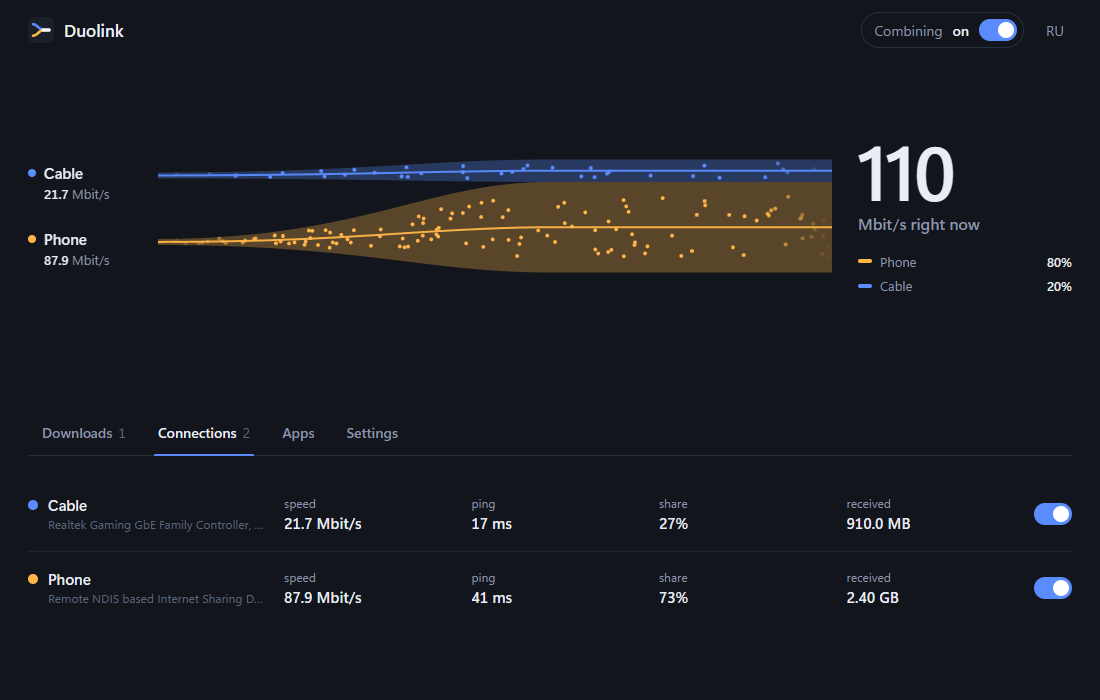 Duolink
Combining on
RU
Cable
21.7 Mbit/s
Phone
87.9 Mbit/s
110
Mbit/s right now
Phone 80%
Cable 20%
Downloads 1
Connections 2
Apps
Settings
Cable
Realtek Gaming GbE Family Controller, ...
speed
21.7 Mbit/s
ping
17 ms
share
27%
received
910.0 MB
Phone
Remote NDIS based Internet Sharing D...
speed
87.9 Mbit/s
ping
41 ms
share
73%
received
2.40 GB